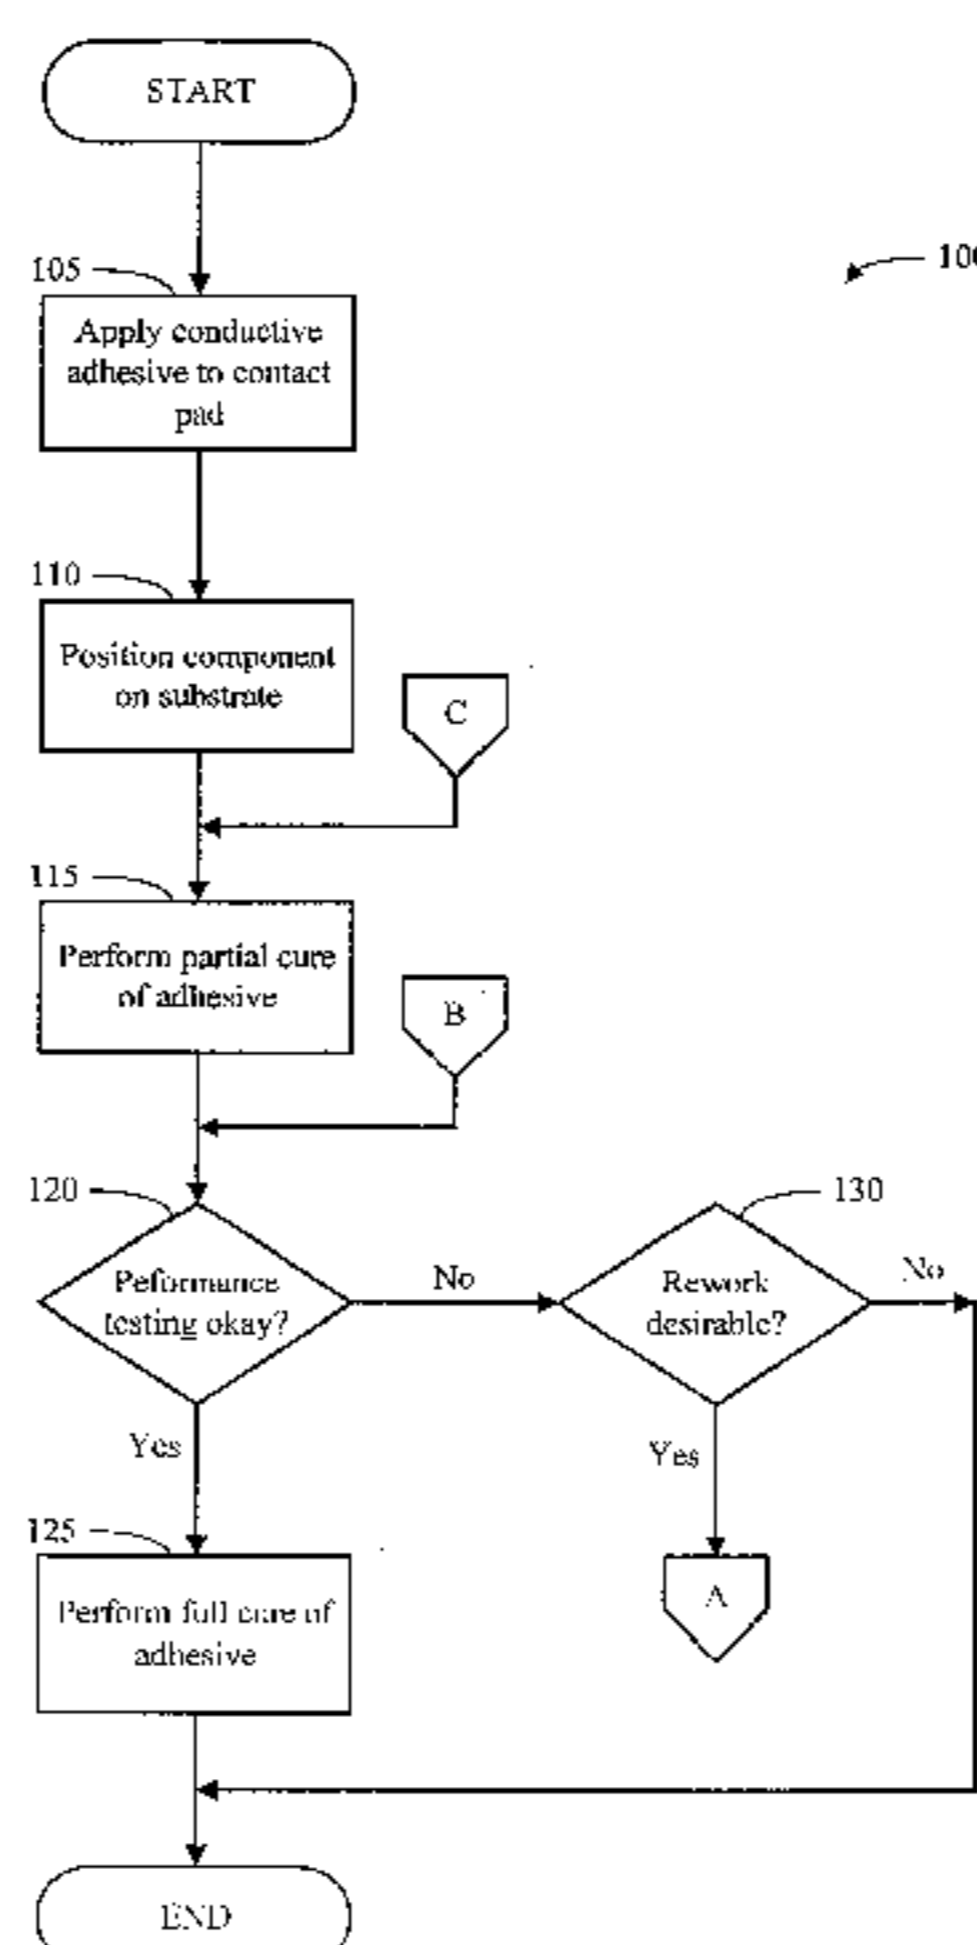 START
105
100
Apply conductive
adhesive to contact
pad
110
Position component
on substrate
C
115
Perform partial cure
of adhesive
B
120
130
Peformance
testing okay?
No
Rework
desirable?
No
Yes
Yes
125
A
Perform full cure of
adhesive
END